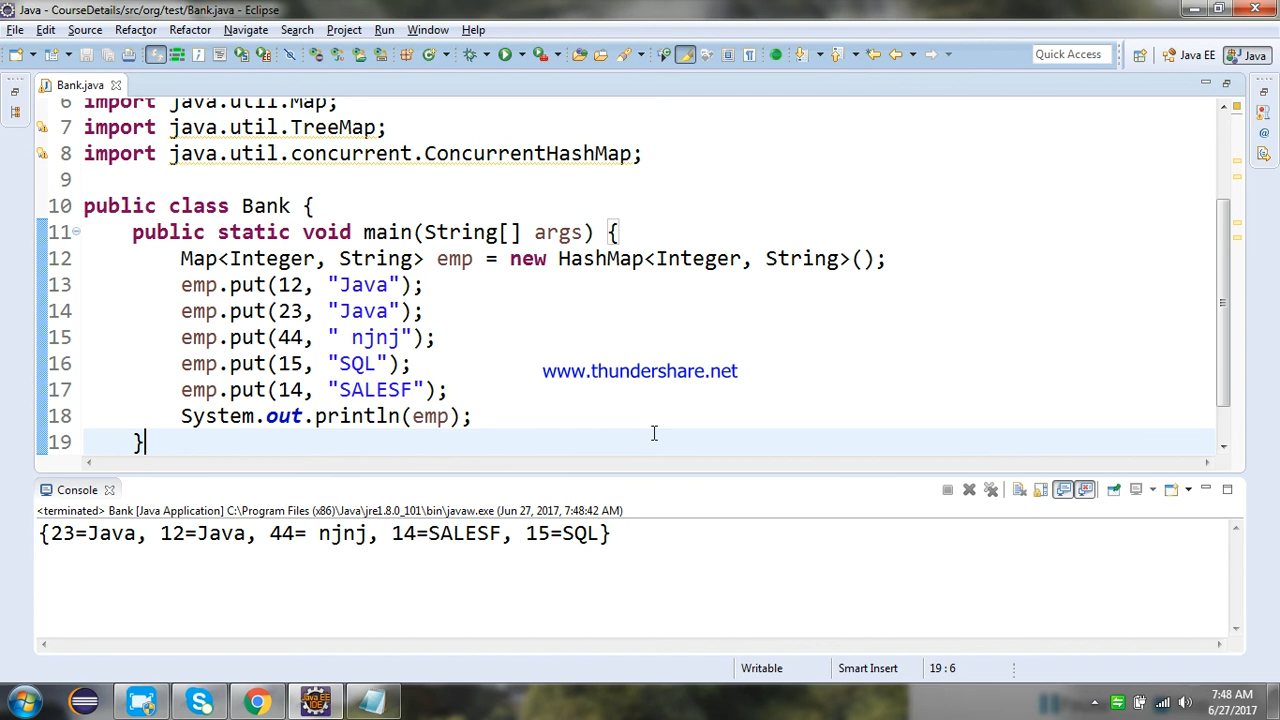 Java - CourseDetails/src/org/test/Bank.java - Eclipse
File Edit Source Refactor Refactor Navigate Search Project Run Window Help
Quick Access Java EE Java
Bank.java
6 import java.util.Map;
7 import java.util.TreeMap;
8 import java.util.concurrent.ConcurrentHashMap;
9
10 public class Bank {
11 public static void main(String[] args) {
12 Map<Integer, String> emp = new HashMap<Integer, String>();
13 emp.put(12, "Java");
14 emp.put(23, "Java");
15 emp.put(44, " njnj");
16 emp.put(15, "SQL");
17 emp.put(14, "SALESF");
18 System.out.println(emp);
19 }
www.thundershare.net
Console
<terminated> Bank [Java Application] C:\Program Files (x86)\Java\jre1.8.0_101\bin\javaw.exe (Jun 27, 2017, 7:48:42 AM)
{23=Java, 12=Java, 44= njnj, 14=SALESF, 15=SQL}
Writable Smart Insert 19 : 6
Java EE IDE
7:48 AM
6/27/2017